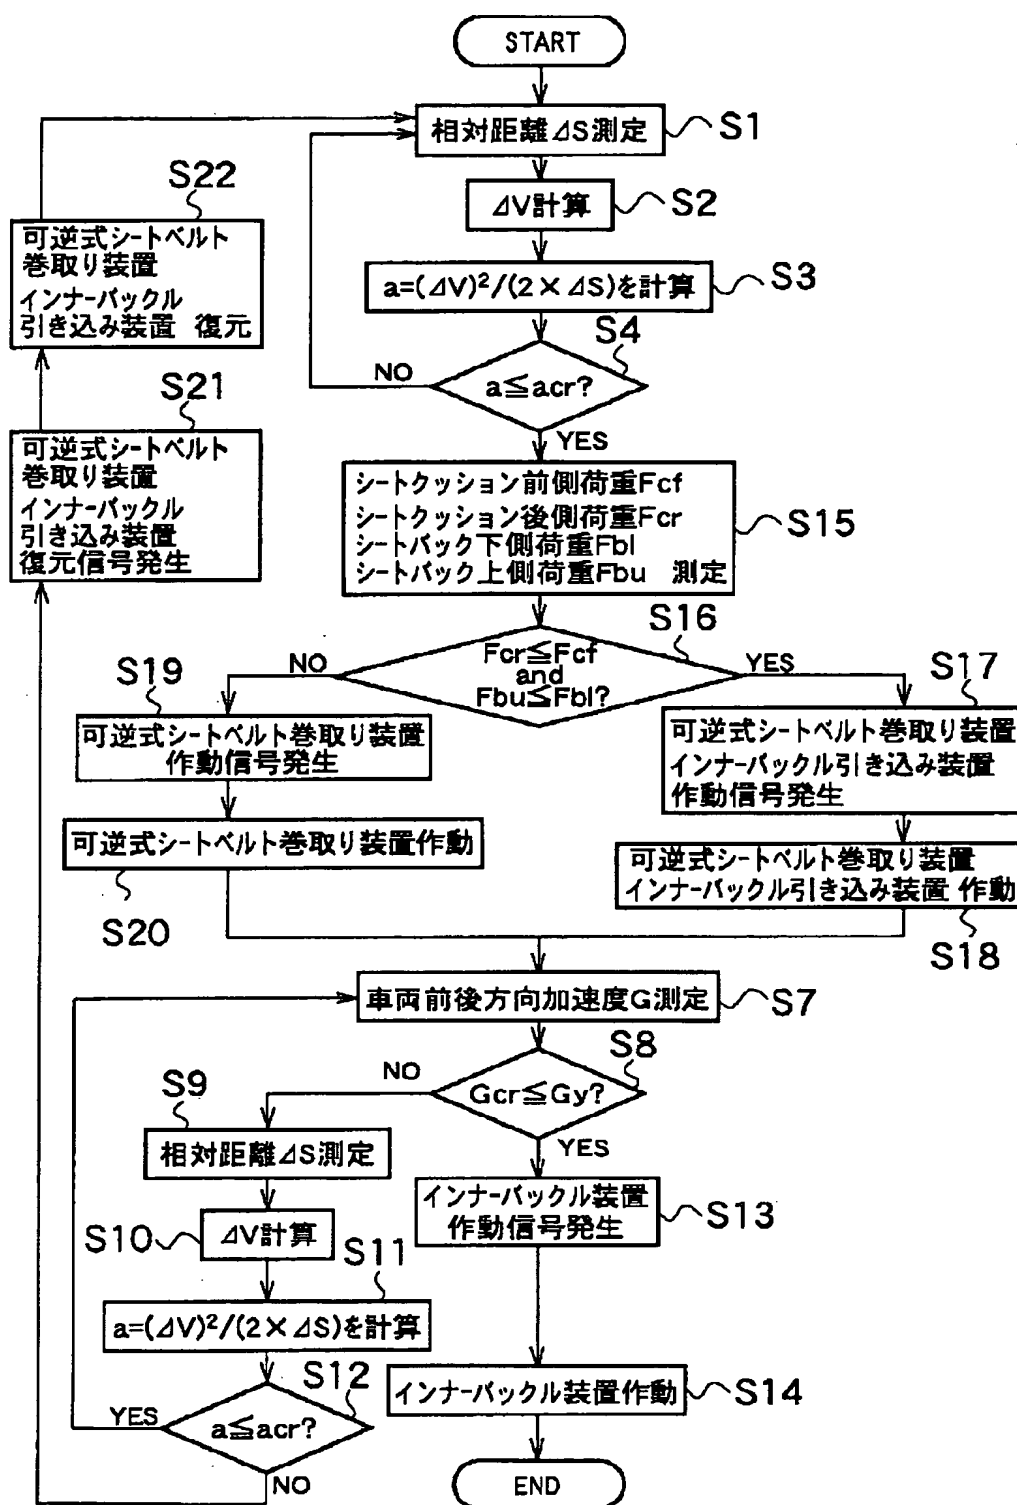 START
相対距離⊿S測定
S1
⊿V計算
S2
a=(⊿V)²/(2×⊿S)を計算
S3
S4
a≦acr?
NO
YES
S22
可逆式シートベルト
巻取り装置
インナーバックル
引き込み装置 復元
S21
可逆式シートベルト
巻取り装置
インナーバックル
引き込み装置
復元信号発生
シートクッション前側荷重Fcf
シートクッション後側荷重Fcr
シートバック下側荷重Fbl
シートバック上側荷重Fbu 測定
S15
S16
Fcr≦Fcf
and
Fbu≦Fbl?
NO
YES
S19
可逆式シートベルト巻取り装置
作動信号発生
S17
可逆式シートベルト巻取り装置
インナーバックル引き込み装置
作動信号発生
可逆式シートベルト巻取り装置作動
S20
可逆式シートベルト巻取り装置
インナーバックル引き込み装置 作動
S18
車両前後方向加速度G測定
S7
S8
Gcr≦Gy?
NO
YES
S9
相対距離⊿S測定
S10
⊿V計算
S11
a=(⊿V)²/(2×⊿S)を計算
S12
a≦acr?
YES
NO
インナーバックル装置
作動信号発生
S13
インナーバックル装置作動
S14
END